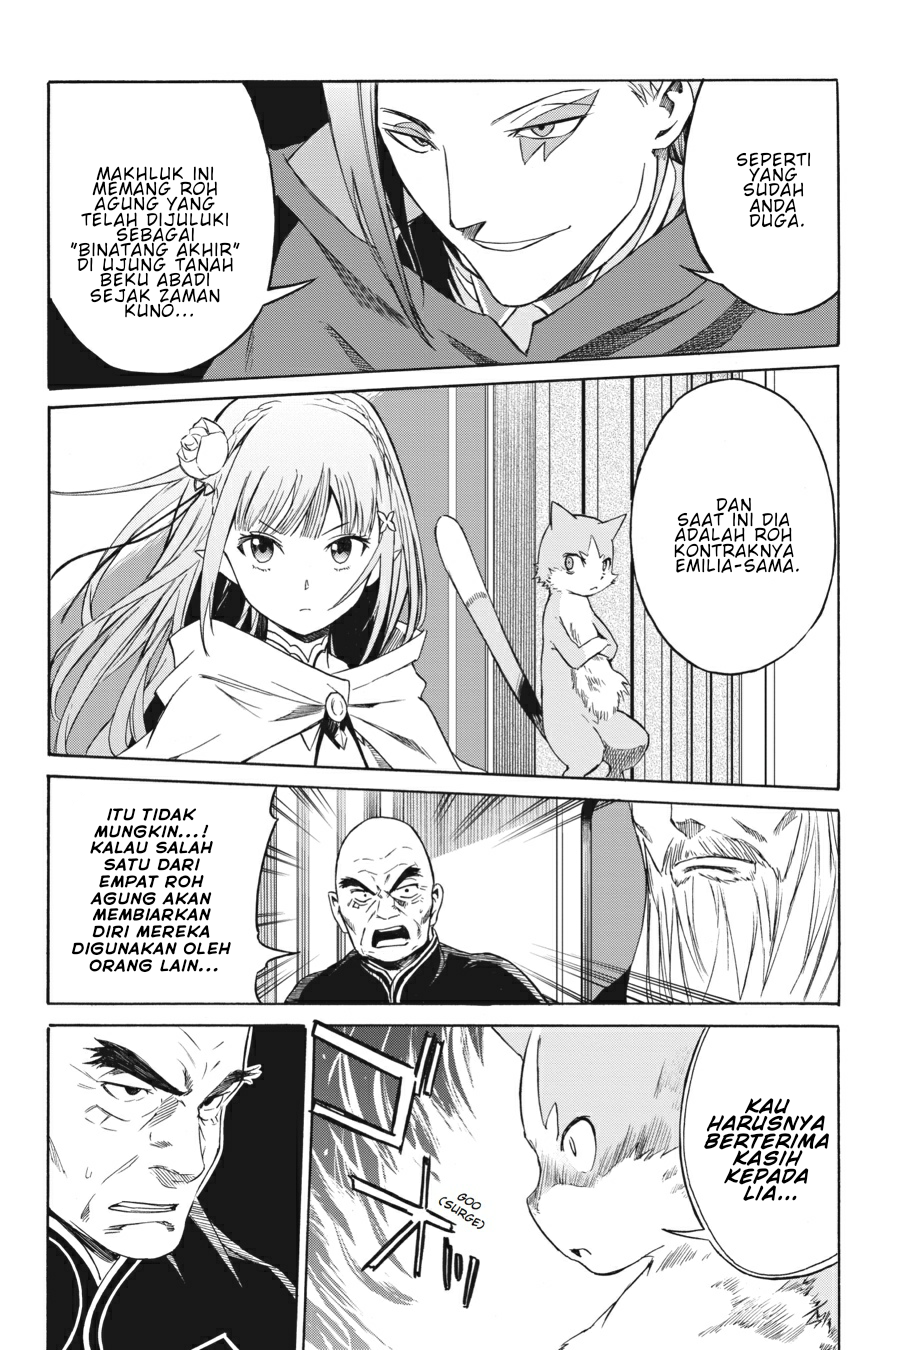 SEPERTI
YANG
SUDAH
ANDA
DUGA.
MAKHLUK INI
MEMANG ROH
AGUNG YANG
TELAH DIJULUKI
SEBAGAI
"BINATANG AKHIR"
DI UJUNG TANAH
BEKU ABADI
SEJAK ZAMAN
KUNO...
DAN
SAAT INI DIA
ADALAH ROH
KONTRAKNYA
EMILIA-SAMA.
ITU TIDAK
MUNGKIN...!
KALAU SALAH
SATU DARI
EMPAT ROH
AGUNG AKAN
MEMBIARKAN
DIRI MEREKA
DIGUNAKAN OLEH
ORANG LAIN...
KAU
HARUSNYA
BERTERIMA
KASIH
KEPADA
LIA...
ゴオ
GOO
(SURGE)